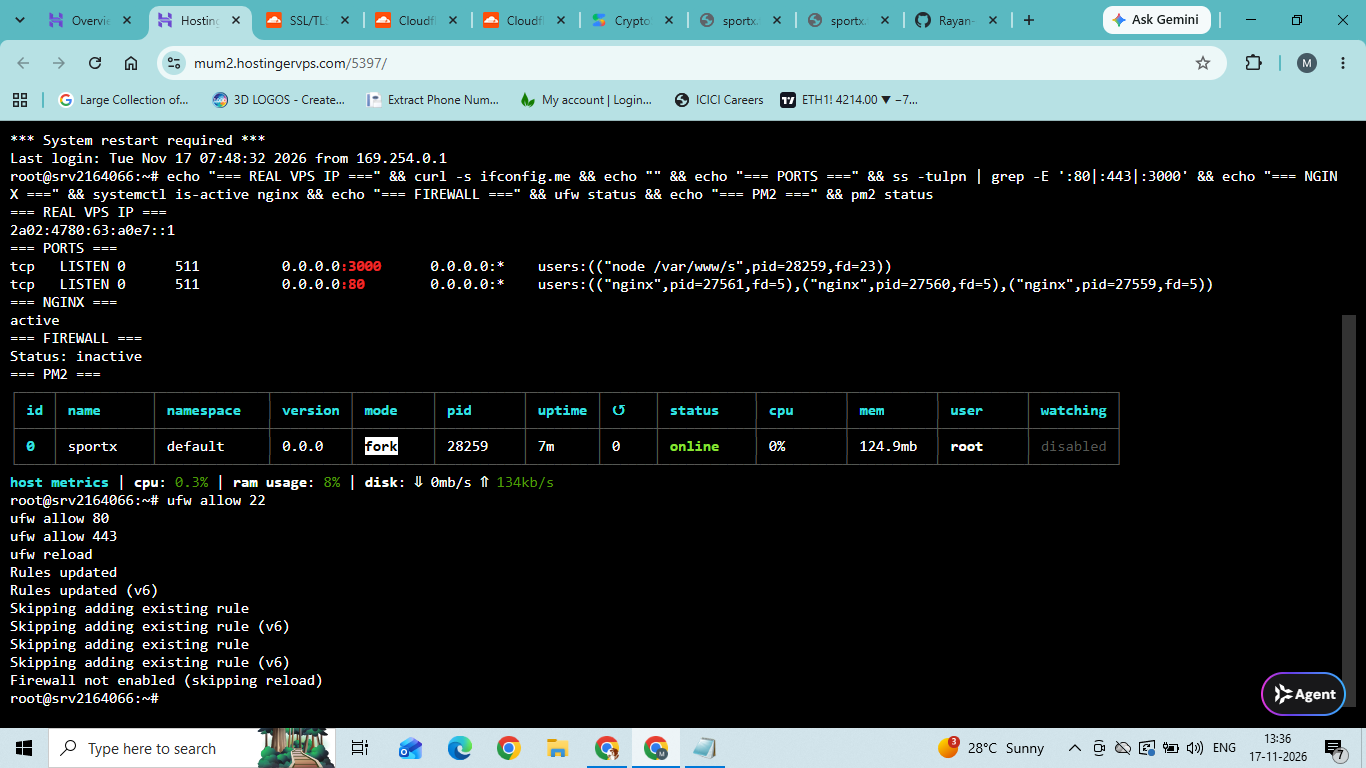 Overvie
Hosting
SSL/TLS
Cloudfl
Cloudfl
Crypto
sportx.
sportx.
Rayan-
Ask Gemini
mum2.hostingervps.com/5397/
M
Large Collection of...
3D LOGOS - Create...
Extract Phone Num...
My account | Login...
ICICI Careers
ETH1! 4214.00 ▼ −7...
*** System restart required ***
Last login: Tue Nov 17 07:48:32 2026 from 169.254.0.1
root@srv2164066:~# echo "=== REAL VPS IP ===" && curl -s ifconfig.me && echo "" && echo "=== PORTS ===" && ss -tulpn | grep -E ':80|:443|:3000' && echo "=== NGIN
X ===" && systemctl is-active nginx && echo "=== FIREWALL ===" && ufw status && echo "=== PM2 ===" && pm2 status
=== REAL VPS IP ===
2a02:4780:63:a0e7::1
=== PORTS ===
tcp LISTEN 0 511 0.0.0.0:3000 0.0.0.0:* users:(("node /var/www/s",pid=28259,fd=23))
tcp LISTEN 0 511 0.0.0.0:80 0.0.0.0:* users:(("nginx",pid=27561,fd=5),("nginx",pid=27560,fd=5),("nginx",pid=27559,fd=5))
=== NGINX ===
active
=== FIREWALL ===
Status: inactive
=== PM2 ===
id name namespace version mode pid uptime ↺ status cpu mem user watching
0 sportx default 0.0.0 fork 28259 7m 0 online 0% 124.9mb root disabled
host metrics | cpu: 0.3% | ram usage: 8% | disk: ⇓ 0mb/s ⇑ 134kb/s
root@srv2164066:~# ufw allow 22
ufw allow 80
ufw allow 443
ufw reload
Rules updated
Rules updated (v6)
Skipping adding existing rule
Skipping adding existing rule (v6)
Skipping adding existing rule
Skipping adding existing rule (v6)
Firewall not enabled (skipping reload)
root@srv2164066:~#
Agent
Type here to search
3
28°C Sunny
ENG
13:36
17-11-2026
7